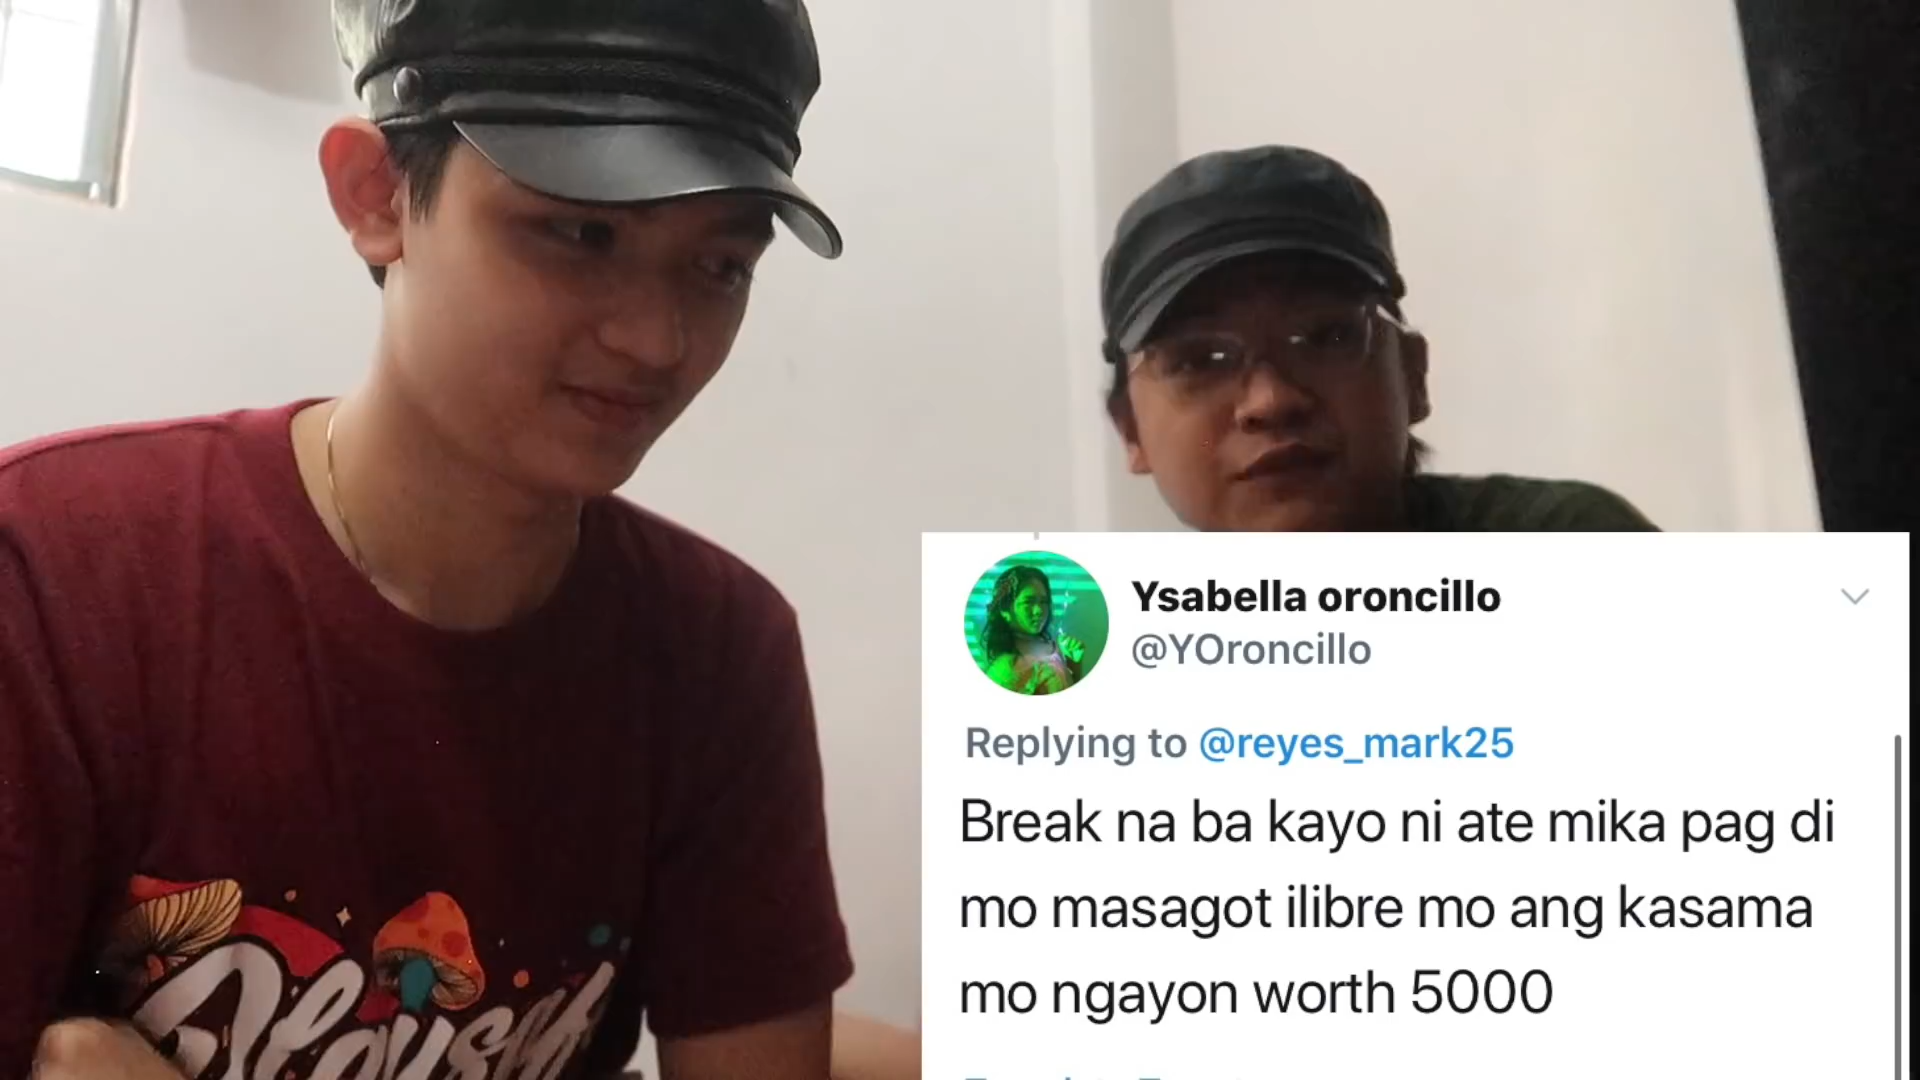 Ysabella oroncillo
@YOroncillo
Replying to @reyes_mark25
Break na ba kayo ni ate mika pag di
mo masagot ilibre mo ang kasama
mo ngayon worth 5000